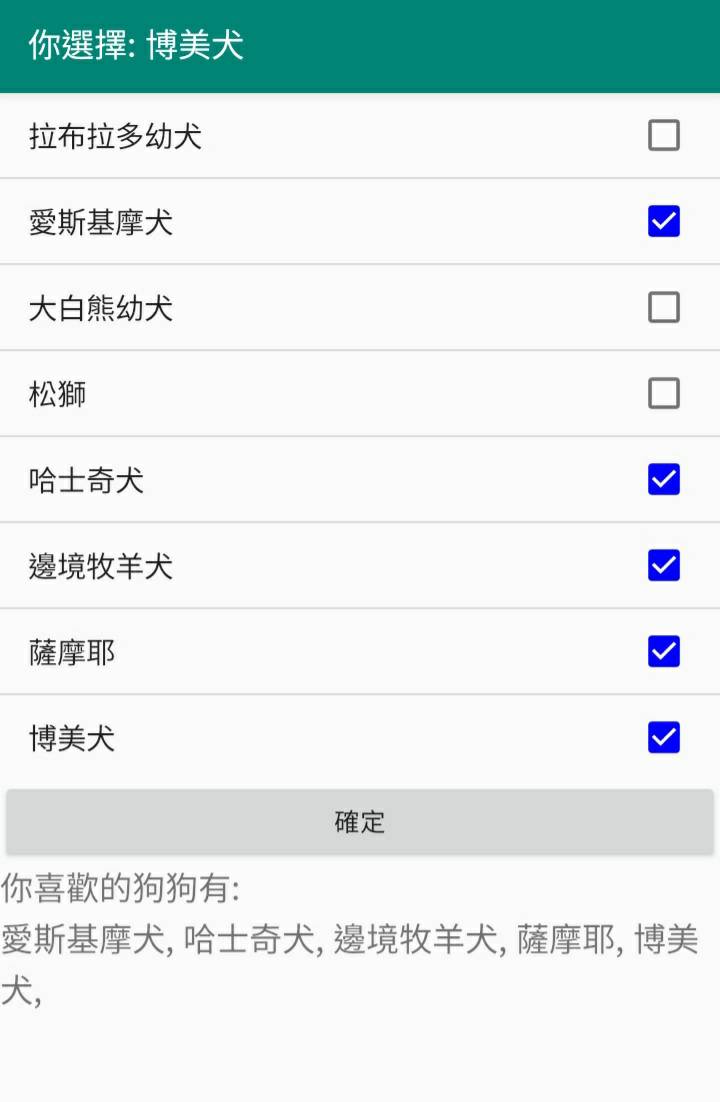 你選擇: 博美犬
拉布拉多幼犬
愛斯基摩犬
大白熊幼犬
松獅
哈士奇犬
邊境牧羊犬
薩摩耶
博美犬
確定
你喜歡的狗狗有:
愛斯基摩犬, 哈士奇犬, 邊境牧羊犬, 薩摩耶, 博美
犬,